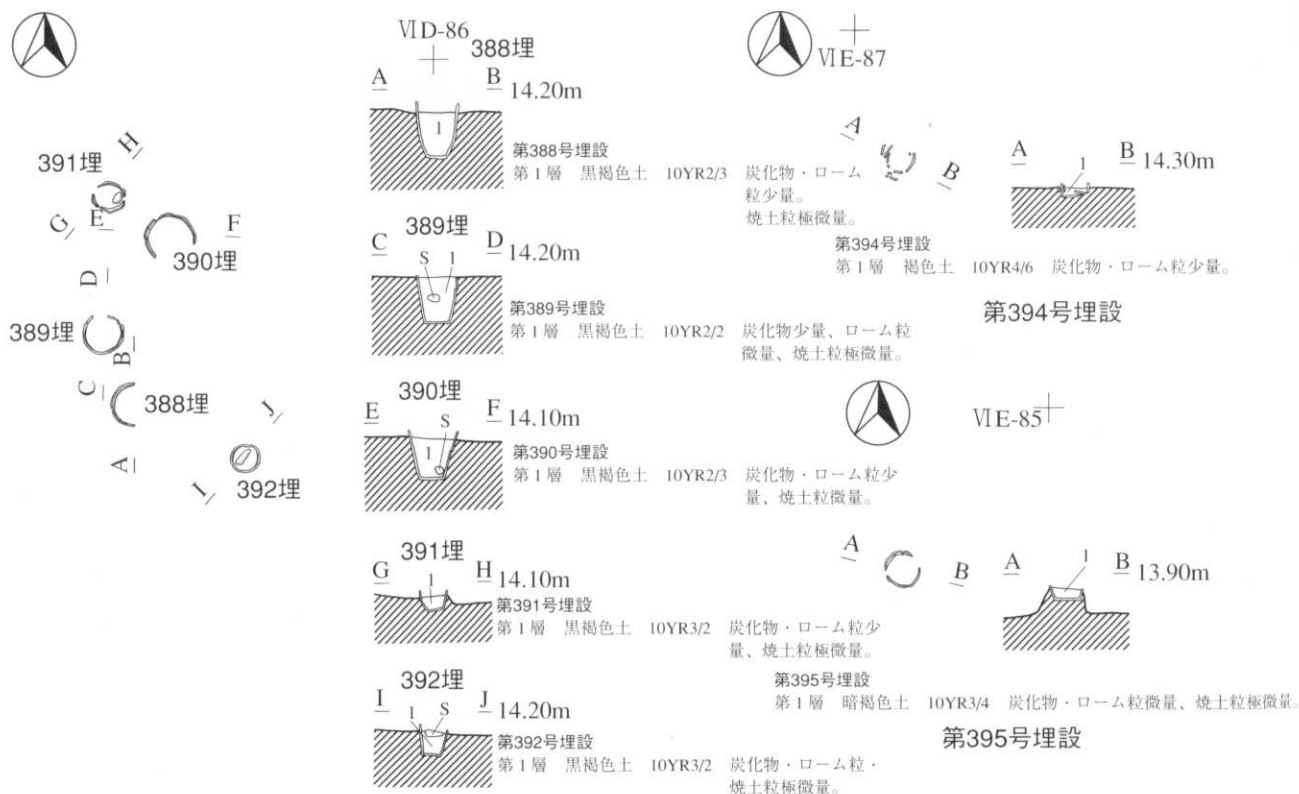 391埋
H
G
E
F
390埋
D
389埋
B
C
388埋
A
J
392埋
I
ⅥD-86
388埋
A
B
14.20m
1
第388号埋設
第1層 黒褐色土 10YR2/3 炭化物・ローム
粒少量。
焼土粒極微量。
389埋
C
D
14.20m
S
1
第389号埋設
第1層 黒褐色土 10YR2/2 炭化物少量、ローム粒
微量、焼土粒極微量。
390埋
E
F
14.10m
S
1
第390号埋設
第1層 黒褐色土 10YR2/3 炭化物・ローム粒少
量、焼土粒微量。
391埋
G
H
14.10m
1
第391号埋設
第1層 黒褐色土 10YR3/2 炭化物・ローム粒少
量、焼土粒極微量。
392埋
I
J
14.20m
1
S
第392号埋設
第1層 黒褐色土 10YR3/2 炭化物・ローム粒・
焼土粒極微量。
ⅥE-87
A
B
A
B
14.30m
1
第394号埋設
第1層 褐色土 10YR4/6 炭化物・ローム粒少量。
第394号埋設
ⅥE-85
A
B
A
B
13.90m
1
第395号埋設
第1層 暗褐色土 10YR3/4 炭化物・ローム粒微量、焼土粒極微量。
第395号埋設